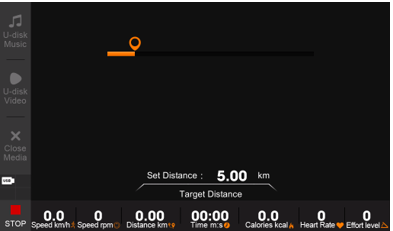 U-disk
Music
U-disk
Video
Close
Media
USB
Set Distance : 5.00 km
Target Distance
STOP
0.0 0 0.00 00:00 0.0 0 0
Speed km/h Speed rpm Distance km Time m:s Calories kcal Heart Rate Effort level